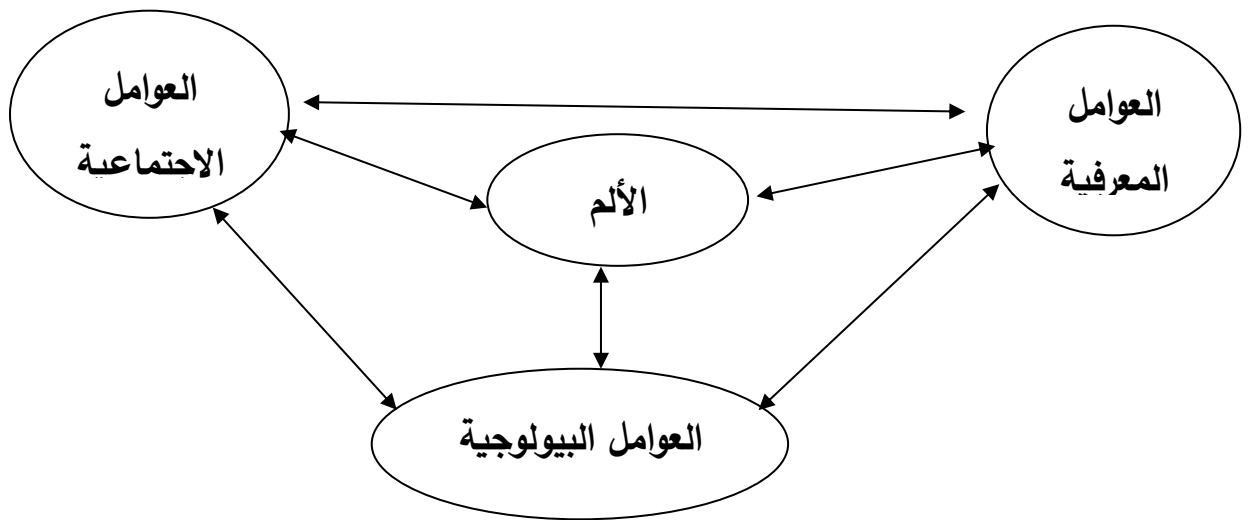 العوامل
المعرفية
العوامل
الاجتماعية
الألم
العوامل البيولوجية